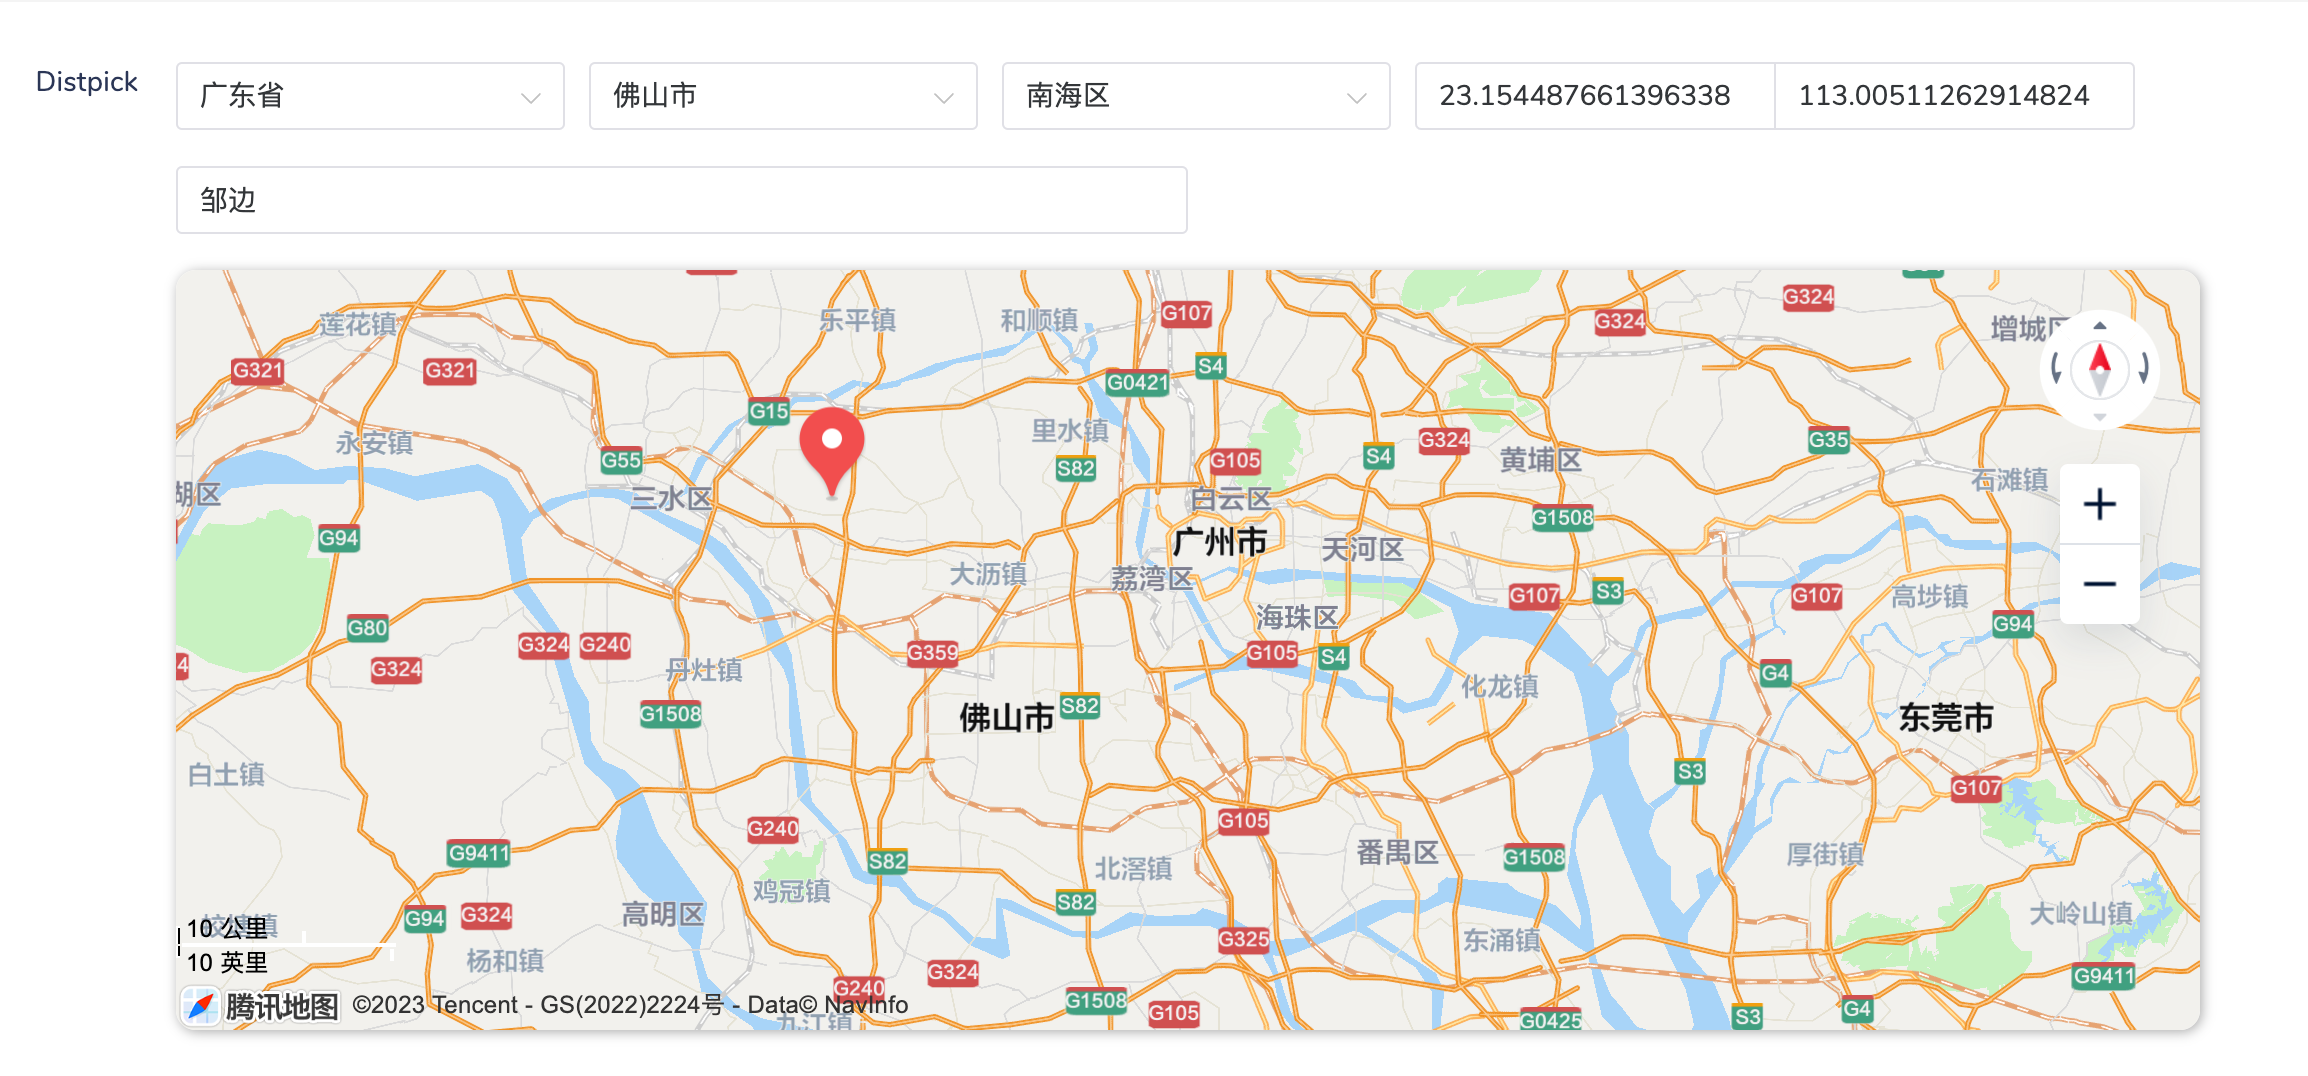 Distpick
广东省
佛山市
南海区
23.154487661396338
113.00511262914824
邹边
G324
G107
乐平镇
和顺镇
莲花镇
G324
增城区
G321
G321
S4
G0421
G15
里水镇
永安镇
G324
G35
G55
S82
G105
S4
黄埔区
石滩镇
湖区
三水区
白云区
G1508
G94
广州市
天河区
大沥镇
荔湾区
G107
S3
G107
高埗镇
海珠区
G80
G94
G324
G240
G359
G105
S4
4
G324
丹灶镇
G4
化龙镇
G1508
佛山市
S82
东莞市
白土镇
S3
G107
G240
G105
G9411
S82
番禺区
G1508
厚街镇
北滘镇
鸡冠镇
S82
高明区
G94
G324
大岭山镇
10 公里
10 英里
杨和镇
G325
东涌镇
G324
G9411
G240
G1508
G105
G0425
S3
G4
腾讯地图 ©2023 Tencent - GS(2022)2224号 - Data© NavInfo
九江镇